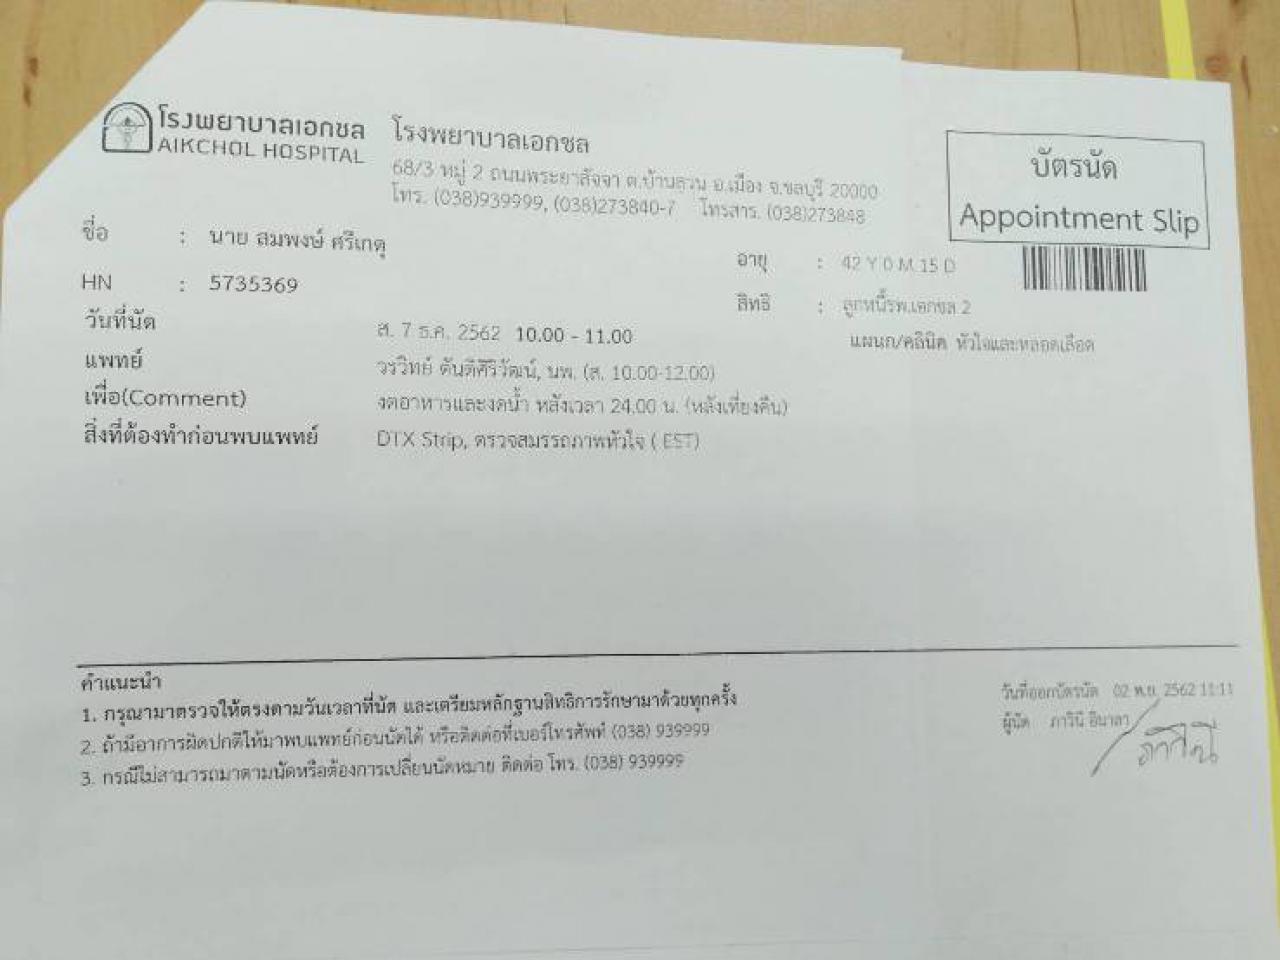 โรงพยาบาลเอกชล
AIKCHOL HOSPITAL
โรงพยาบาลเอกชล
68/3 หมู่ 2 ถนนพระยาสัจจา ต.บ้านสวน อ.เมือง จ.ชลบุรี 20000
โทร. (038)939999, (038)273840-7 โทรสาร. (038)273848
บัตรนัด
Appointment Slip
ชื่อ : นาย สมพงษ์ ศรีเกตุ
อายุ : 42 Y 0 M 15 D
HN : 5735369
สิทธิ : ลูกหนี้รพ.เอกชล 2
วันที่นัด ส. 7 ธ.ค. 2562 10.00 - 11.00
แผนก/คลินิค หัวใจและหลอดเลือด
แพทย์ วรวิทย์ ตันติศิริวัฒน์, นพ. (ส. 10.00-12.00)
เพื่อ(Comment) งดอาหารและงดน้ำ หลังเวลา 24.00 น. (หลังเที่ยงคืน)
สิ่งที่ต้องทำก่อนพบแพทย์ DTX Strip, ตรวจสมรรถภาพหัวใจ ( EST)
คำแนะนำ
1. กรุณามาตรวจให้ตรงตามวันเวลาที่นัด และเตรียมหลักฐานสิทธิการรักษามาด้วยทุกครั้ง
2. ถ้ามีอาการผิดปกติให้มาพบแพทย์ก่อนนัดได้ หรือติดต่อที่เบอร์โทรศัพท์ (038) 939999
3. กรณีไม่สามารถมาตามนัดหรือต้องการเปลี่ยนนัดหมาย ติดต่อ โทร. (038) 939999
วันที่ออกบัตรนัด 02 พ.ย. 2562 11:11
ผู้นัด ภาวินี อินาลา
ภาวินี